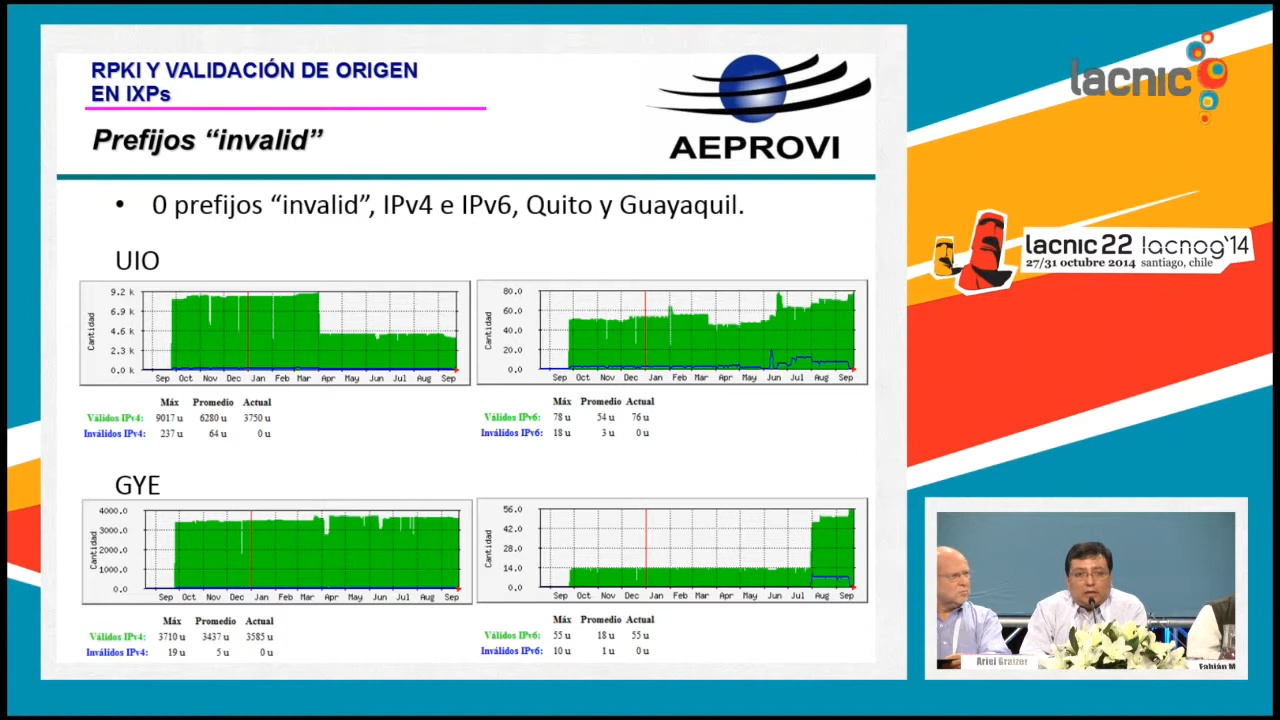 RPKI Y VALIDACIÓN DE ORIGEN
EN IXPs
Prefijos “invalid”
AEPROVI
• 0 prefijos “invalid”, IPv4 e IPv6, Quito y Guayaquil.
UIO
Cantidad
9.2 k
6.9 k
4.6 k
2.3 k
0.0 k
Sep Oct Nov Dec Jan Feb Mar Apr May Jun Jul Aug Sep
Máx Promedio Actual
Válidos IPv4: 9017 u 6280 u 3750 u
Inválidos IPv4: 237 u 64 u 0 u
Cantidad
80.0
60.0
40.0
20.0
0.0
Sep Oct Nov Dec Jan Feb Mar Apr May Jun Jul Aug Sep
Máx Promedio Actual
Válidos IPv6: 78 u 54 u 76 u
Inválidos IPv6: 18 u 3 u 0 u
GYE
Cantidad
4000.0
3000.0
2000.0
1000.0
0.0
Sep Oct Nov Dec Jan Feb Mar Apr May Jun Jul Aug Sep
Máx Promedio Actual
Válidos IPv4: 3710 u 3437 u 3585 u
Inválidos IPv4: 19 u 5 u 0 u
Cantidad
56.0
42.0
28.0
14.0
0.0
Sep Oct Nov Dec Jan Feb Mar Apr May Jun Jul Aug Sep
Máx Promedio Actual
Válidos IPv6: 55 u 18 u 55 u
Inválidos IPv6: 10 u 1 u 0 u
lacnic
lacnic 22 lacnog'14
27/31 octubre 2014 santiago, chile
Ariel Graizer
Fabián M